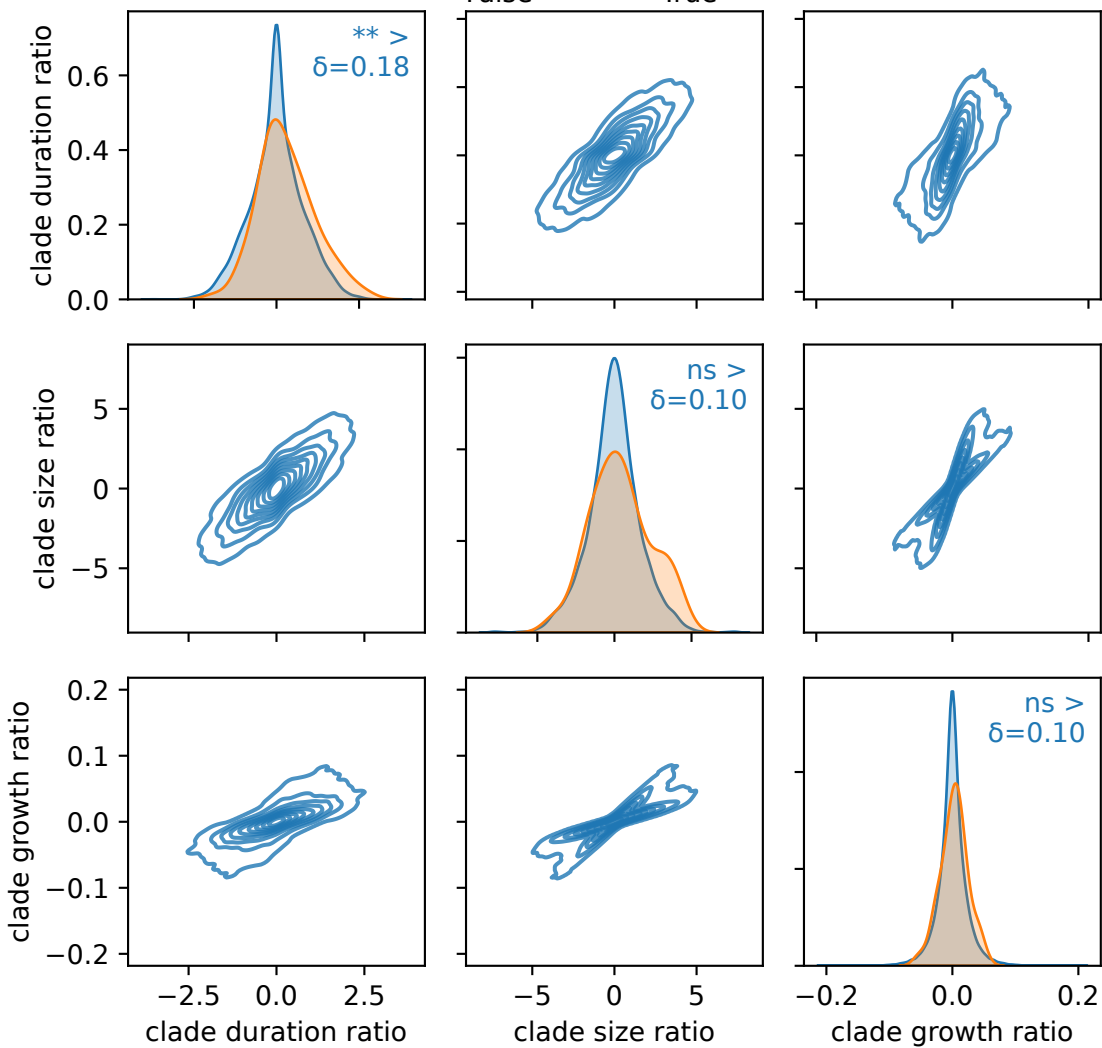 clade duration ratio
0.6
0.4
0.2
0.0
** >
δ=0.18
clade size ratio
5
0
−5
ns >
δ=0.10
clade growth ratio
0.2
0.1
0.0
−0.1
−0.2
ns >
δ=0.10
−2.5 0.0 2.5
−5 0 5
−0.2 0.0 0.2
clade duration ratio
clade size ratio
clade growth ratio